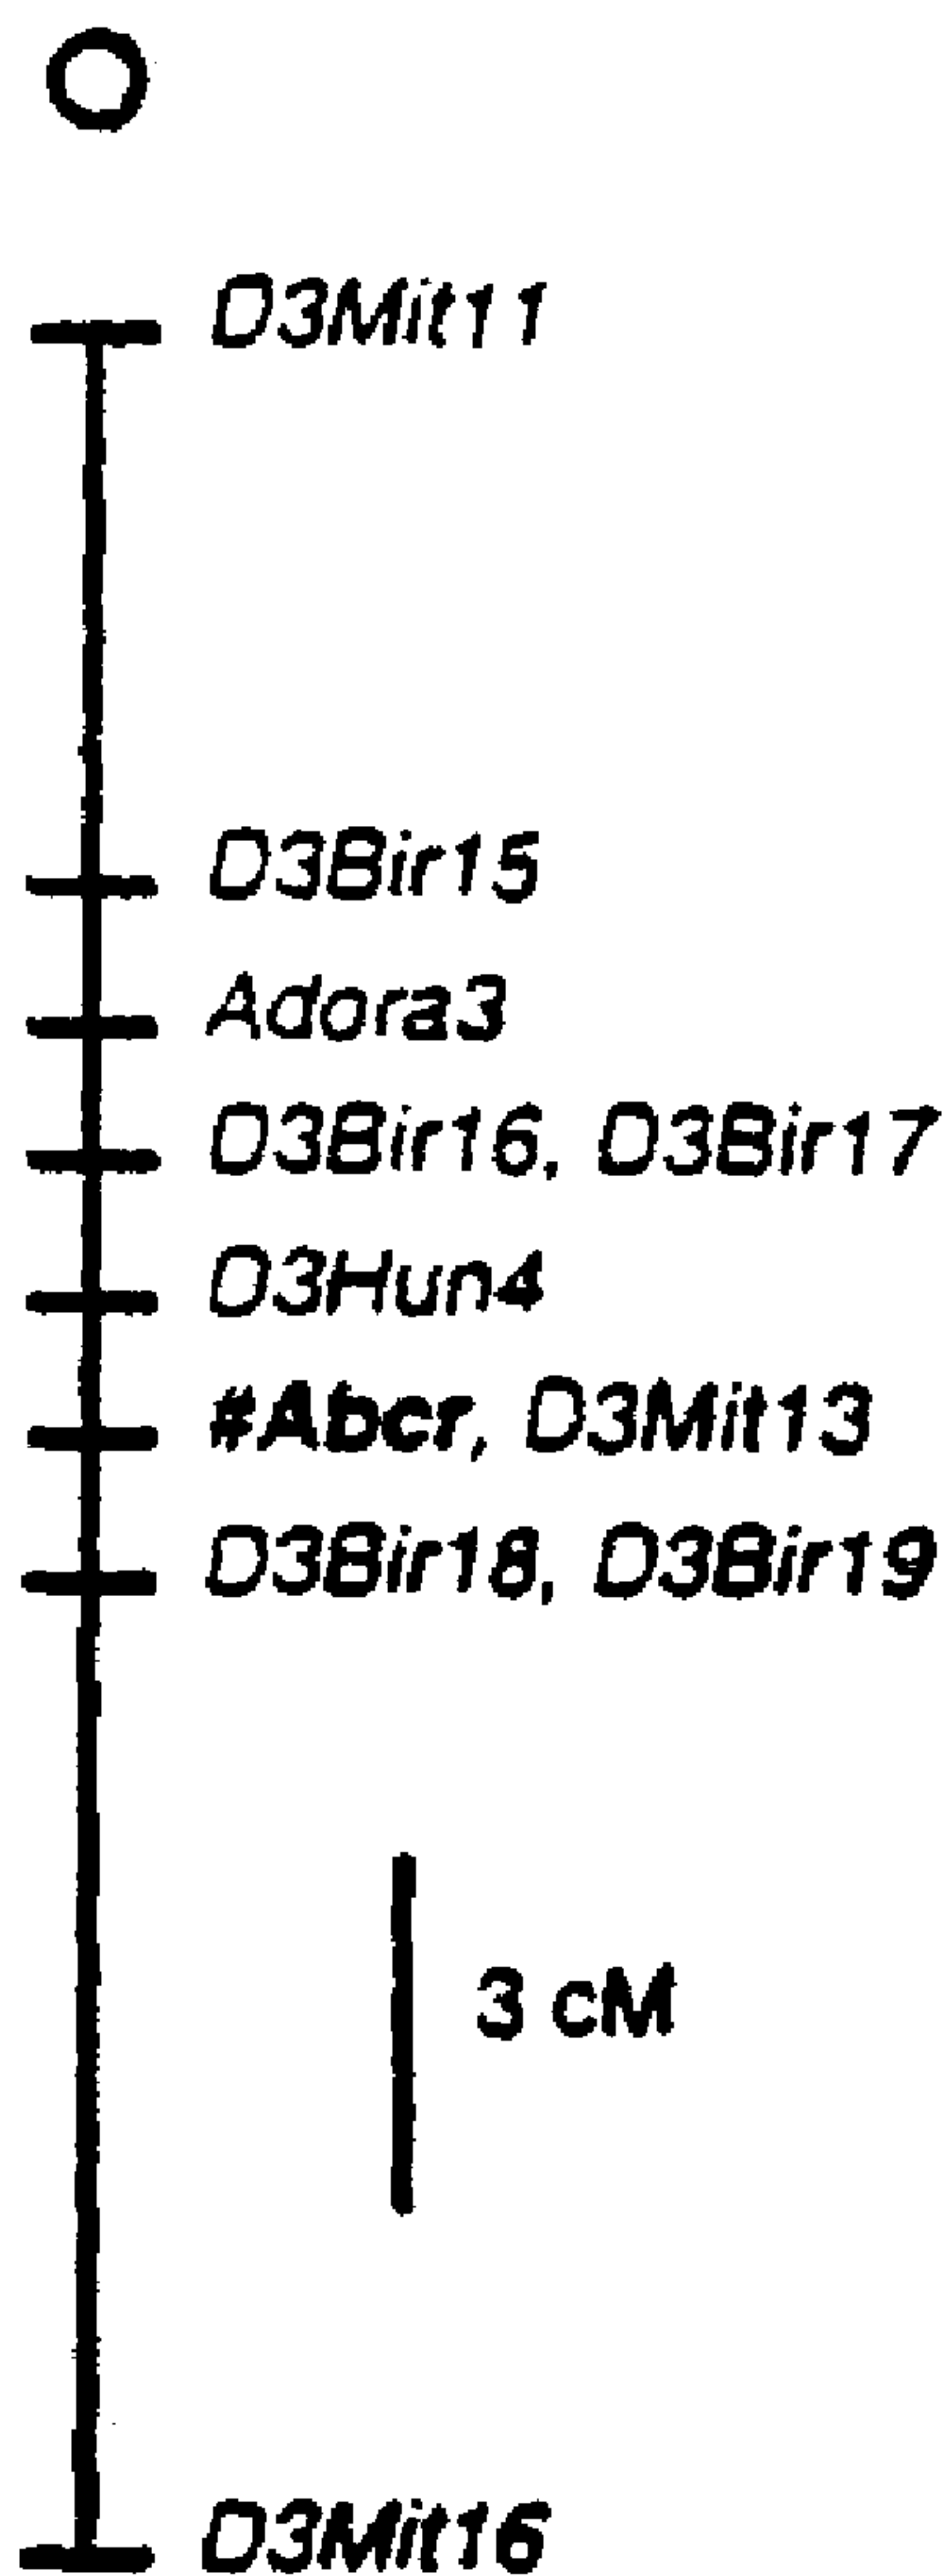 D3Mit11
D3Bir15
Adora3
D3Bir16, D3Bir17
D3Hun4
#Abcr, D3Mit13
D3Bir18, D3Bir19
3 cM
D3Mit16